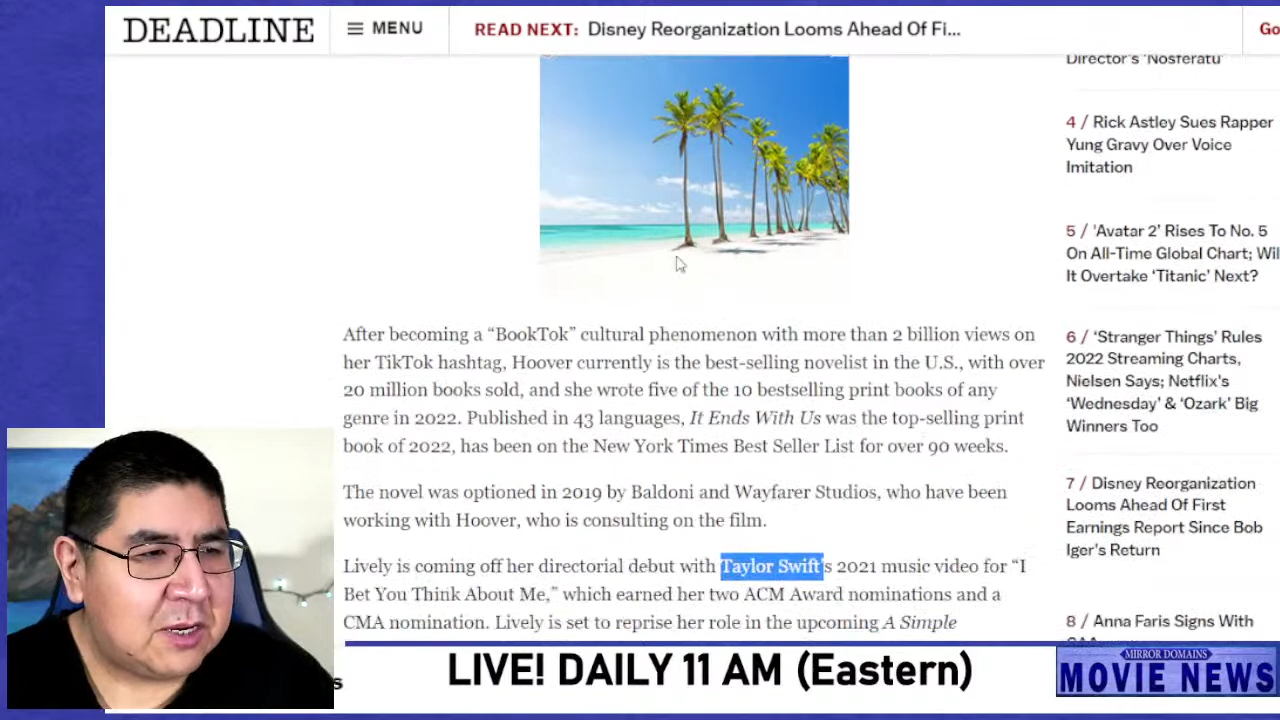 DEADLINE
MENU
READ NEXT: Disney Reorganization Looms Ahead Of Fi...
Go
After becoming a “BookTok” cultural phenomenon with more than 2 billion views on
her TikTok hashtag, Hoover currently is the best-selling novelist in the U.S., with over
20 million books sold, and she wrote five of the 10 bestselling print books of any
genre in 2022. Published in 43 languages, It Ends With Us was the top-selling print
book of 2022, has been on the New York Times Best Seller List for over 90 weeks.
The novel was optioned in 2019 by Baldoni and Wayfarer Studios, who have been
working with Hoover, who is consulting on the film.
Lively is coming off her directorial debut with Taylor Swift’s 2021 music video for “I
Bet You Think About Me,” which earned her two ACM Award nominations and a
CMA nomination. Lively is set to reprise her role in the upcoming A Simple
Director's 'Nosferatu'
4 / Rick Astley Sues Rapper
Yung Gravy Over Voice
Imitation
5 / 'Avatar 2' Rises To No. 5
On All-Time Global Chart; Wil
It Overtake ‘Titanic’ Next?
6 / ‘Stranger Things’ Rules
2022 Streaming Charts,
Nielsen Says; Netflix’s
‘Wednesday’ & ‘Ozark’ Big
Winners Too
7 / Disney Reorganization
Looms Ahead Of First
Earnings Report Since Bob
Iger’s Return
8 / Anna Faris Signs With
LIVE! DAILY 11 AM (Eastern)
MIRROR DOMAINS
MOVIE NEWS